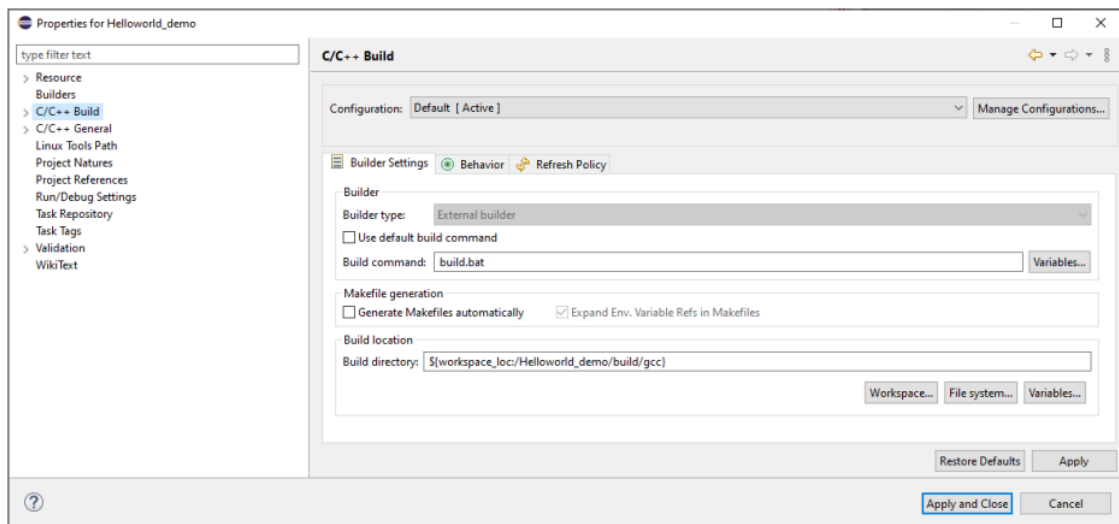 Properties for Helloworld_demo
type filter text
Resource
Builders
C/C++ Build
C/C++ General
Linux Tools Path
Project Natures
Project References
Run/Debug Settings
Task Repository
Task Tags
Validation
WikiText
C/C++ Build
Configuration: Default [ Active ] Manage Configurations...
Builder Settings Behavior Refresh Policy
Builder
Builder type: External builder
Use default build command
Build command: build.bat Variables...
Makefile generation
Generate Makefiles automatically Expand Env. Variable Refs in Makefiles
Build location
Build directory: ${workspace_loc:/Helloworld_demo/build/gcc}
Workspace... File system... Variables...
Restore Defaults Apply
? Apply and Close Cancel